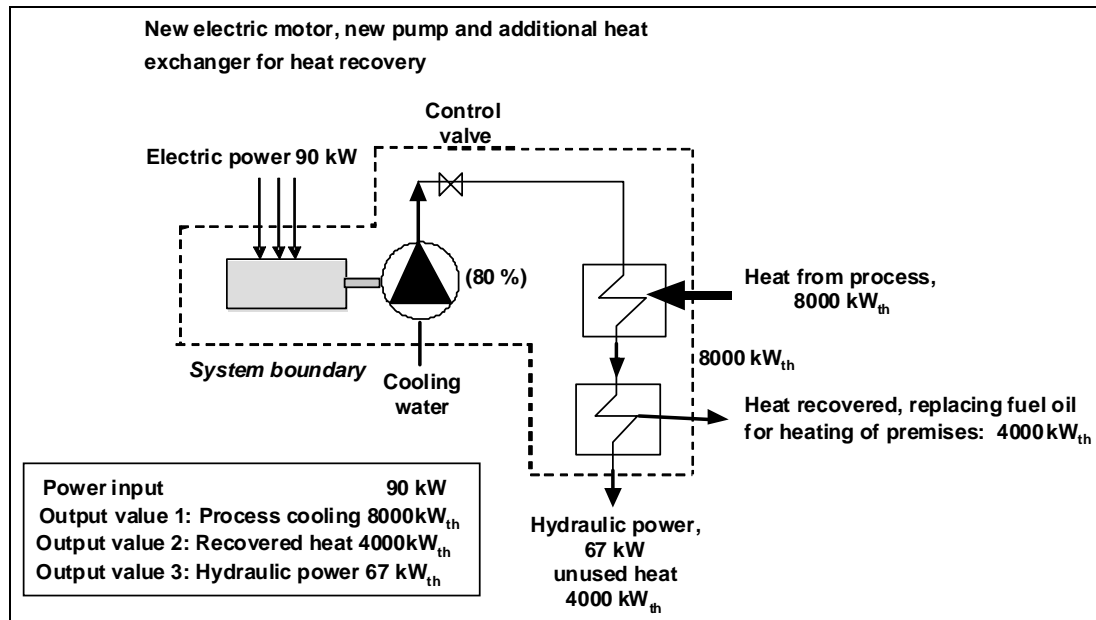 New electric motor, new pump and additional heat
exchanger for heat recovery
Control
valve
Electric power 90 kW
(80 %)
Heat from process,
8000 kWth
8000 kWth
System boundary
Cooling
water
Heat recovered, replacing fuel oil
for heating of premises: 4000kWth
Power input 90 kW
Output value 1: Process cooling 8000kWth
Output value 2: Recovered heat 4000kWth
Output value 3: Hydraulic power 67 kWth
Hydraulic power,
67 kW
unused heat
4000 kWth